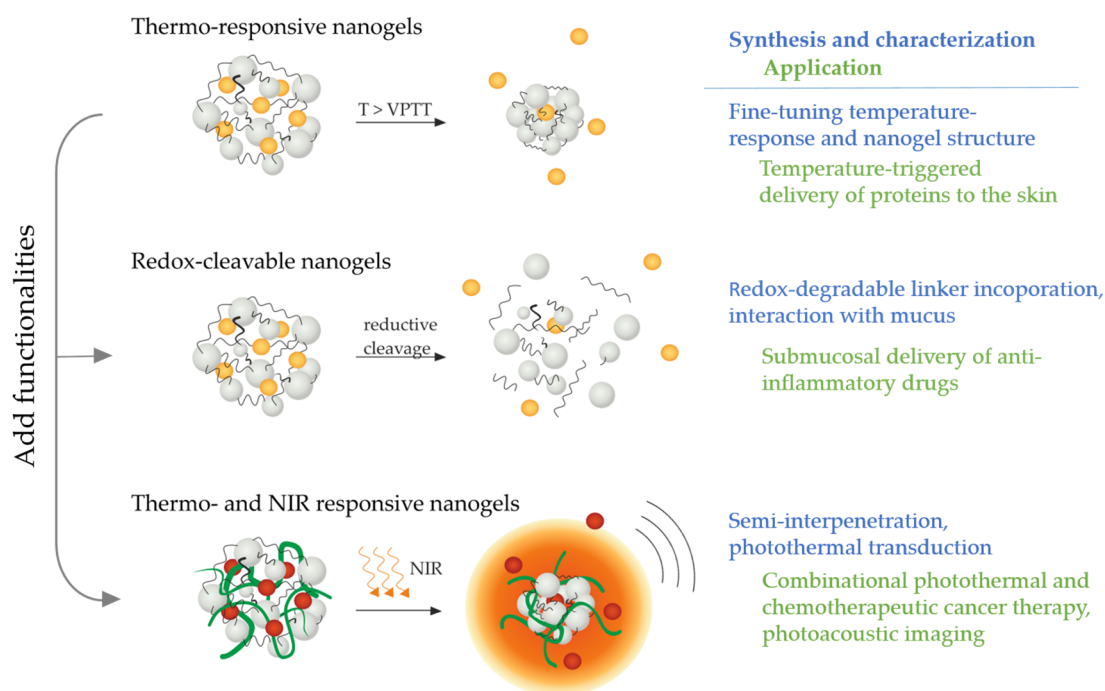 Thermo-responsive nanogels
T > VPTT
Synthesis and characterization
Application
Fine-tuning temperature-
response and nanogel structure
Temperature-triggered
delivery of proteins to the skin
Add functionalities
Redox-cleavable nanogels
reductive
cleavage
Redox-degradable linker incoporation,
interaction with mucus
Submucosal delivery of anti-
inflammatory drugs
Thermo- and NIR responsive nanogels
NIR
Semi-interpenetration,
photothermal transduction
Combinational photothermal and
chemotherapeutic cancer therapy,
photoacoustic imaging